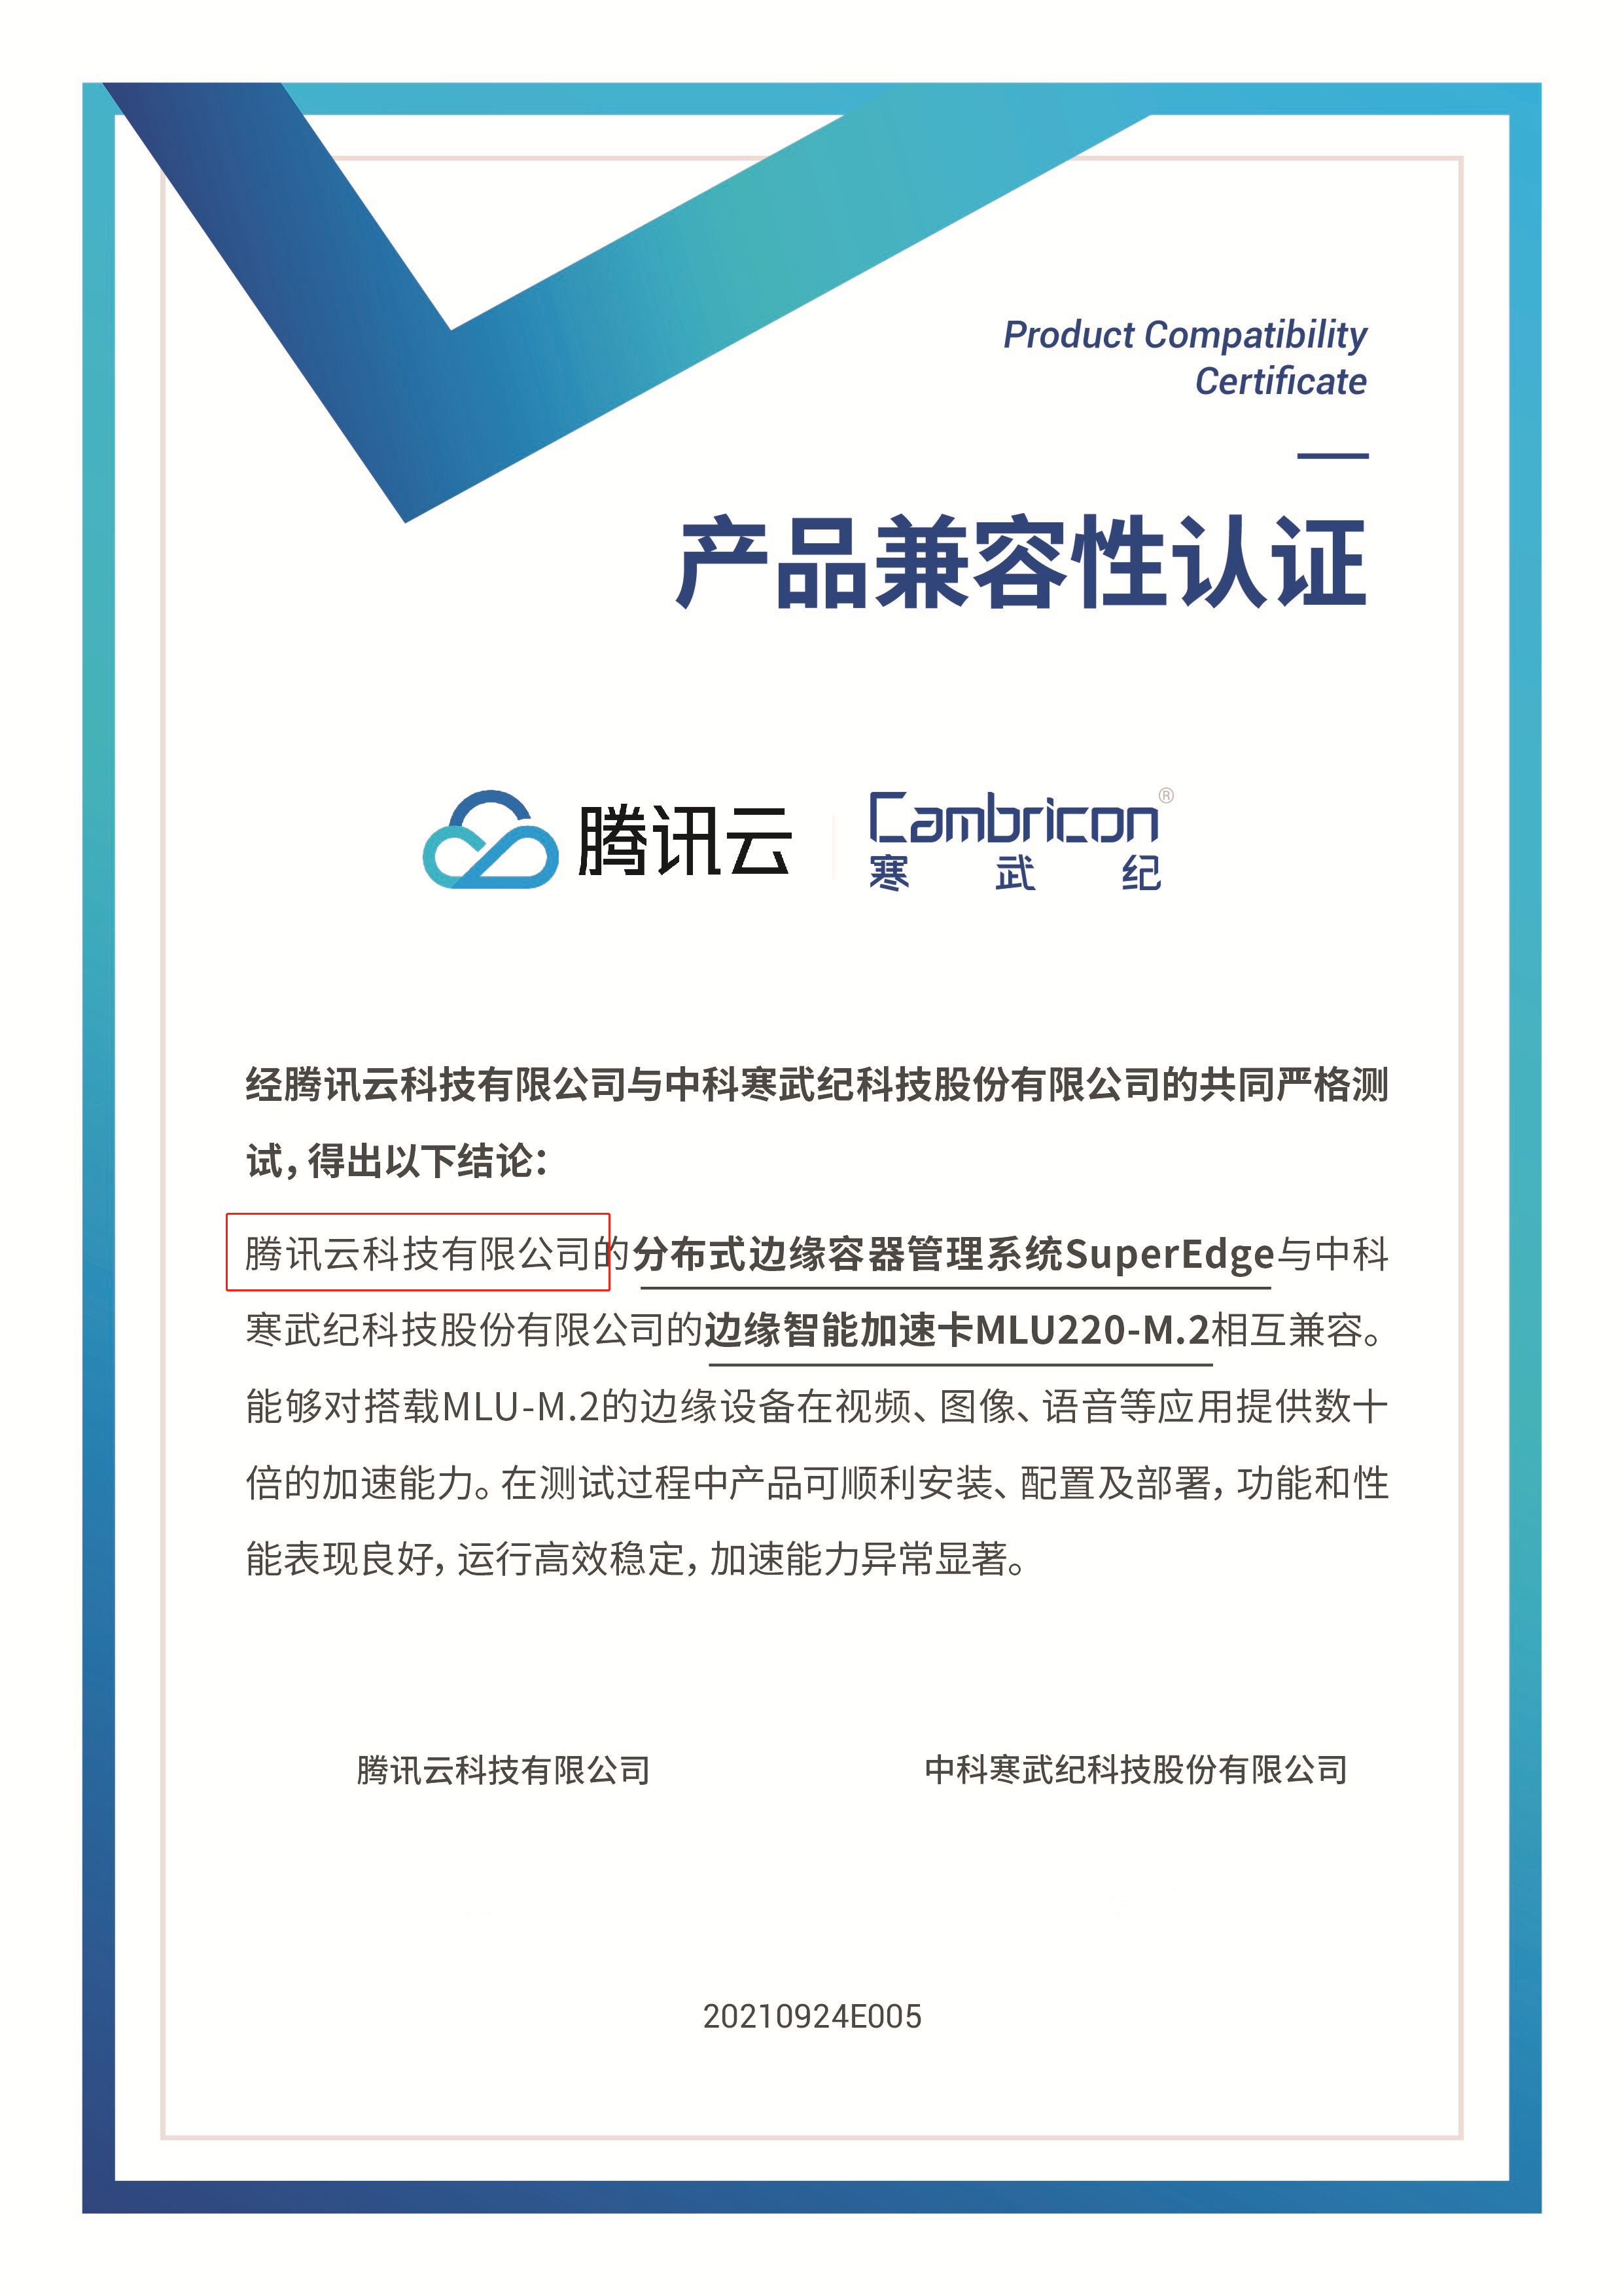 Product Compatibility
Certificate
产品兼容性认证
腾讯云
Cambricon®
寒武纪
经腾讯云科技有限公司与中科寒武纪科技股份有限公司的共同严格测
试，得出以下结论：
腾讯云科技有限公司的分布式边缘容器管理系统SuperEdge与中科
寒武纪科技股份有限公司的边缘智能加速卡MLU220-M.2相互兼容。
能够对搭载MLU-M.2的边缘设备在视频、图像、语音等应用提供数十
倍的加速能力。在测试过程中产品可顺利安装、配置及部署，功能和性
能表现良好，运行高效稳定，加速能力异常显著。
腾讯云科技有限公司
中科寒武纪科技股份有限公司
20210924E005